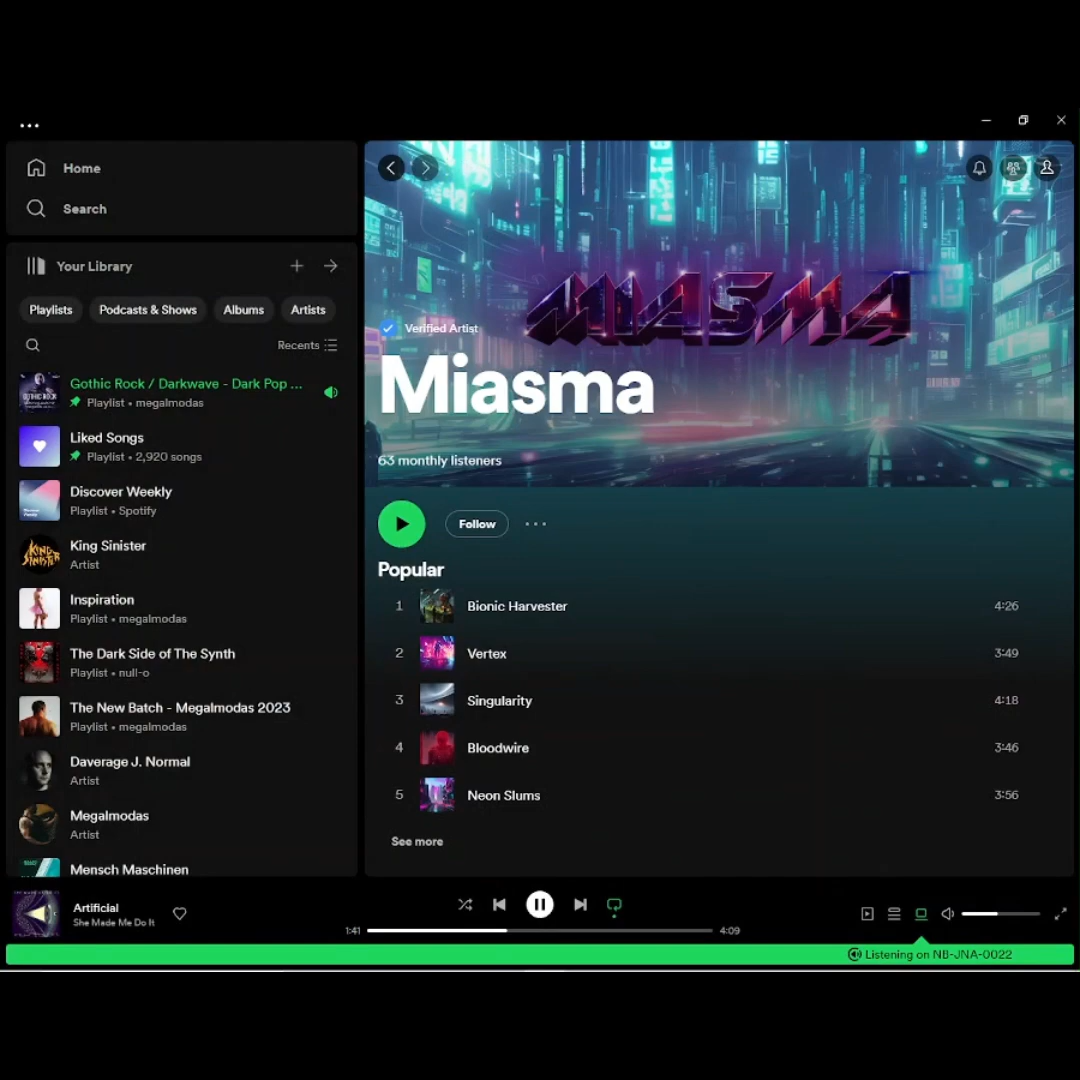 Home
Search
Your Library
Playlists
Podcasts & Shows
Albums
Artists
Recents
Gothic Rock / Darkwave - Dark Pop ...
Playlist • megalmodas
Liked Songs
Playlist • 2,920 songs
Discover Weekly
Playlist • Spotify
KING SINISTER
King Sinister
Artist
Inspiration
Playlist • megalmodas
The Dark Side of The Synth
Playlist • null-o
The New Batch - Megalmodas 2023
Playlist • megalmodas
Daverage J. Normal
Artist
Megalmodas
Artist
Mensch Maschinen
MIASMA
Verified Artist
Miasma
63 monthly listeners
Follow
Popular
1 Bionic Harvester 4:26
2 Vertex 3:49
3 Singularity 4:18
4 Bloodwire 3:46
5 Neon Slums 3:56
See more
Artificial
She Made Me Do It
1:41
4:09
Listening on NB-JNA-0022